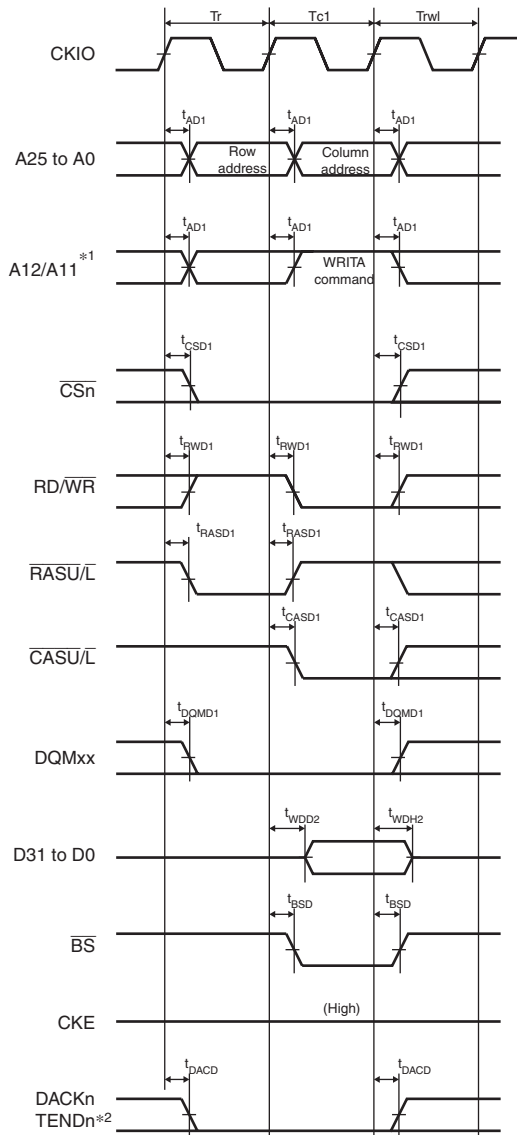 Tr Tc1 Trwl
CKIO
tAD1 tAD1 tAD1
A25 to A0
Row address
Column address
tAD1 tAD1 tAD1
A12/A11 *1
WRITA command
tCSD1 tCSD1
CSn
tRWD1 tRWD1 tRWD1
RD/WR
tRASD1 tRASD1
RASU/L
tCASD1 tCASD1
CASU/L
tDQMD1 tDQMD1
DQMxx
tWDD2 tWDH2
D31 to D0
tBSD tBSD
BS
(High)
CKE
tDACD tDACD
DACKn
TENDn*2